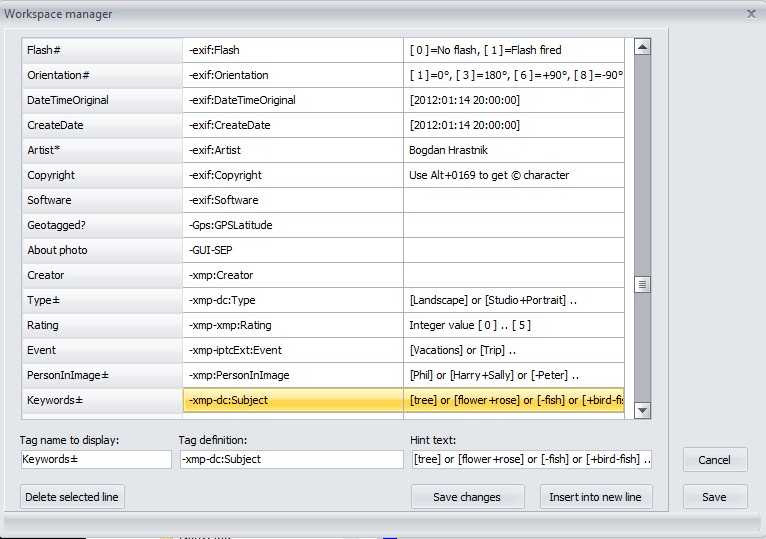 Workspace manager
Flash# -exif:Flash [ 0 ]=No flash, [ 1 ]=Flash fired
Orientation# -exif:Orientation [ 1 ]=0°, [ 3 ]=180°, [ 6 ]=+90°, [ 8 ]=-90°
DateTimeOriginal -exif:DateTimeOriginal [2012:01:14 20:00:00]
CreateDate -exif:CreateDate [2012:01:14 20:00:00]
Artist* -exif:Artist Bogdan Hrastnik
Copyright -exif:Copyright Use Alt+0169 to get © character
Software -exif:Software
Geotagged? -Gps:GPSLatitude
About photo -GUI-SEP
Creator -xmp:Creator
Type± -xmp-dc:Type [Landscape] or [Studio+Portrait] ..
Rating -xmp-xmp:Rating Integer value [ 0 ] .. [ 5 ]
Event -xmp-iptcExt:Event [Vacations] or [Trip] ..
PersonInImage± -xmp:PersonInImage [Phil] or [Harry+Sally] or [-Peter] ..
Keywords± -xmp-dc:Subject [tree] or [flower+rose] or [-fish] or [+bird-fis
Tag name to display: Tag definition: Hint text:
Keywords± -xmp-dc:Subject [tree] or [flower+rose] or [-fish] or [+bird-fish] ..
Cancel
Delete selected line Save changes Insert into new line Save